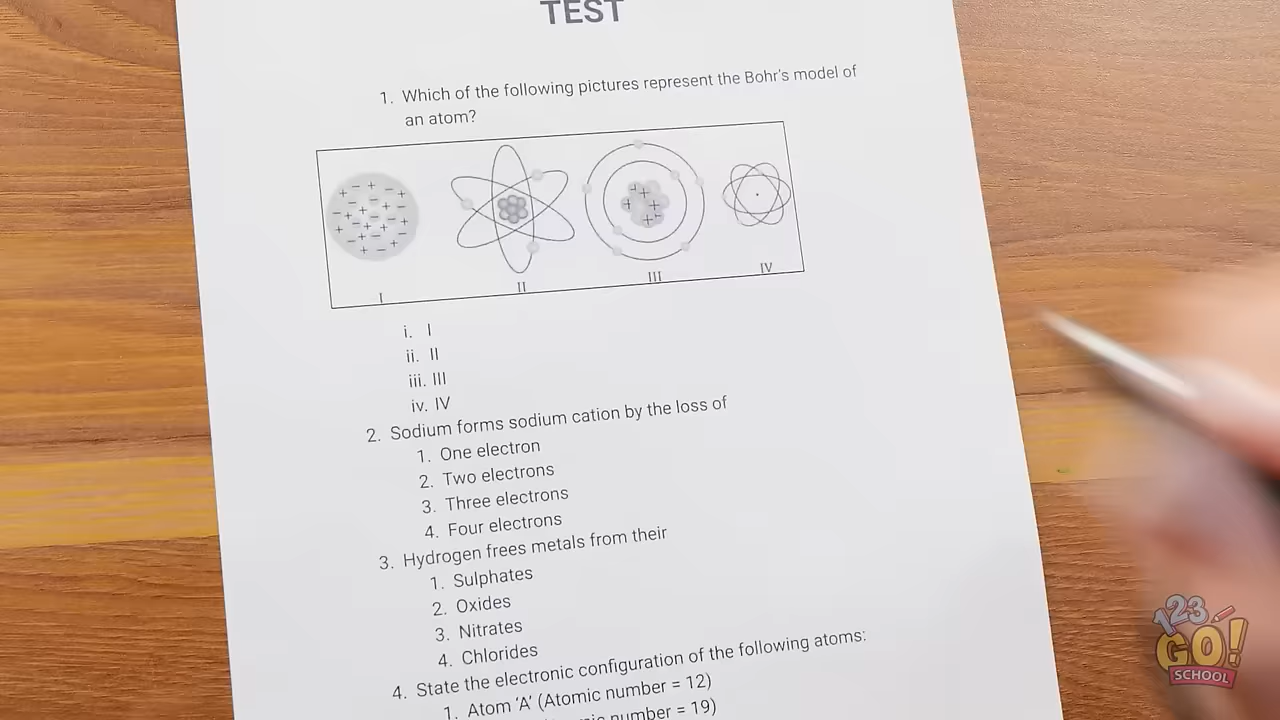 TEST
1. Which of the following pictures represent the Bohr's model of
an atom?
I
II
III
IV
i. I
ii. II
iii. III
iv. IV
2. Sodium forms sodium cation by the loss of
1. One electron
2. Two electrons
3. Three electrons
4. Four electrons
3. Hydrogen frees metals from their
1. Sulphates
2. Oxides
3. Nitrates
4. Chlorides
4. State the electronic configuration of the following atoms:
1. Atom ‘A’ (Atomic number = 12)
number = 19)
123
GO!
SCHOOL